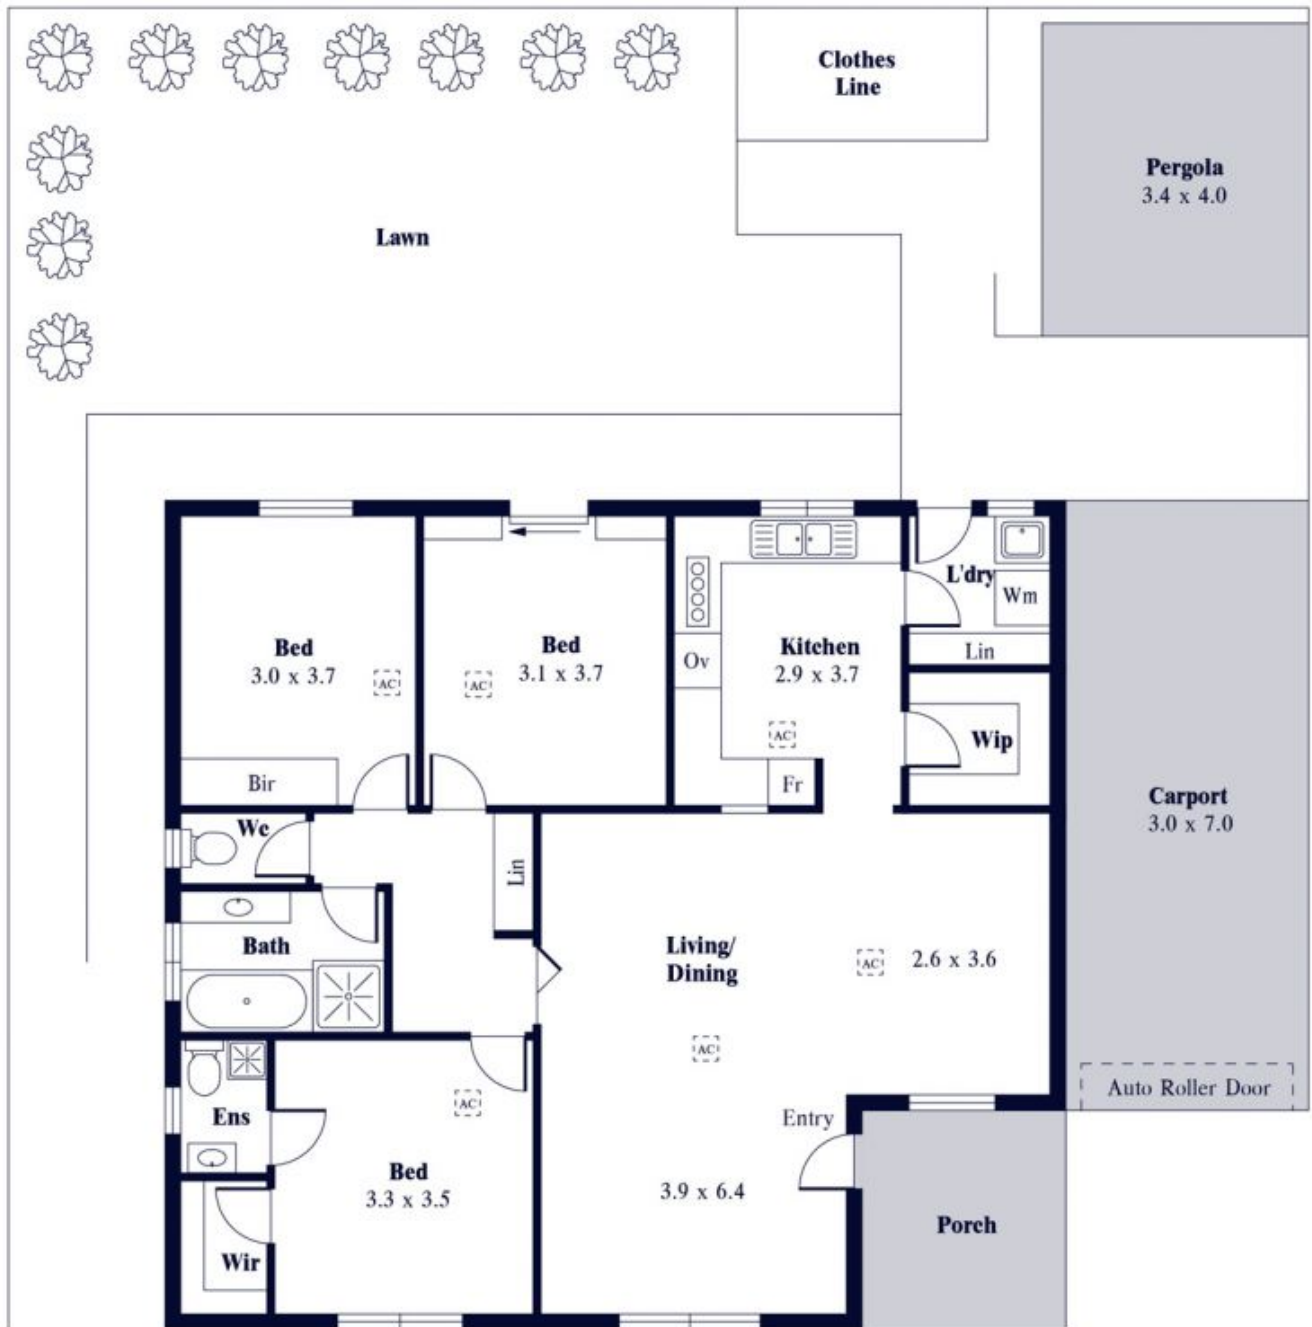 Clothes
Line
Pergola
3.4 x 4.0
Lawn
Bed
3.0 x 3.7
AC
Bir
Bed
3.1 x 3.7
AC
Kitchen
2.9 x 3.7
Ov
AC
Fr
L'dry
Wm
Lin
Wip
Carport
3.0 x 7.0
Auto Roller Door
Wc
Lin
Bath
Living/
Dining
AC
2.6 x 3.6
AC
Ens
AC
Bed
3.3 x 3.5
Wir
Entry
3.9 x 6.4
Porch